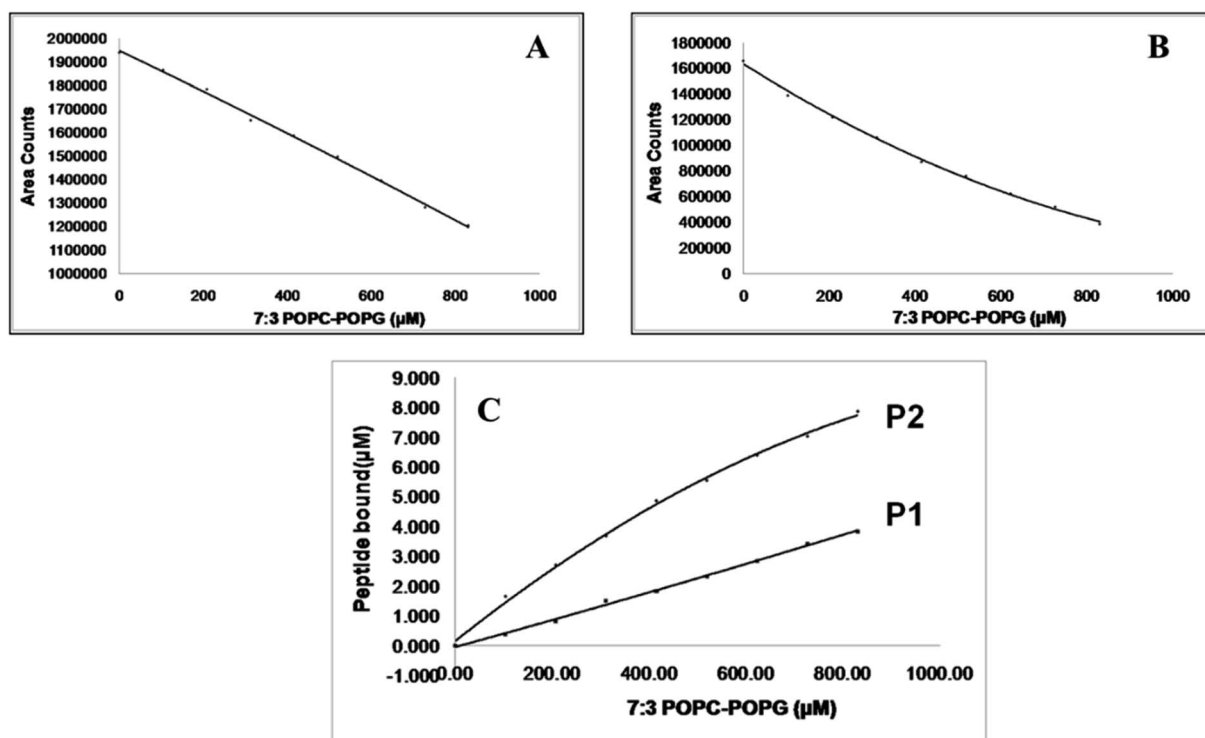 A
2000000
1900000
1800000
1700000
1600000
1500000
1400000
1300000
1200000
1100000
1000000
Area Counts
0 200 400 600 800 1000
7:3 POPC-POPG (µM)
B
1800000
1600000
1400000
1200000
1000000
800000
600000
400000
200000
0
Area Counts
0 200 400 600 800 1000
7:3 POPC-POPG (µM)
C
9.000
8.000
7.000
6.000
5.000
4.000
3.000
2.000
1.000
0.000
-1.000
Peptide bound(µM)
P2
P1
0.00 200.00 400.00 600.00 800.00 1000.00
7:3 POPC-POPG (µM)